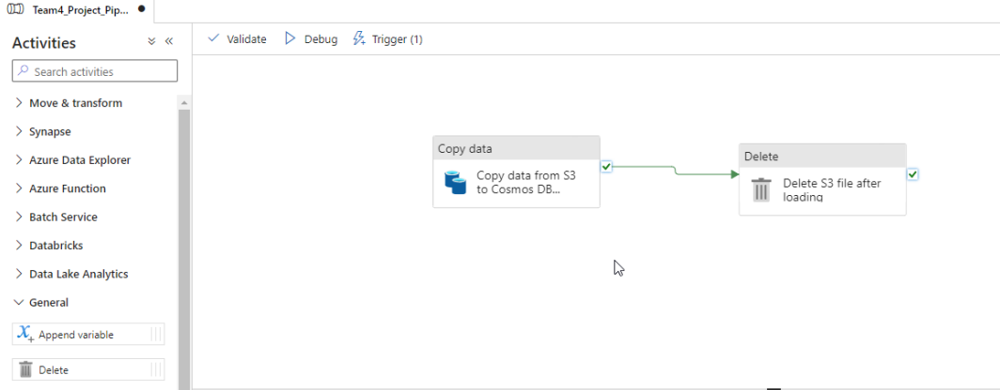 Team4_Project_Pip...
Activities
Validate
Debug
Trigger (1)
Search activities
Move & transform
Synapse
Azure Data Explorer
Azure Function
Batch Service
Databricks
Data Lake Analytics
General
Append variable
Delete
Copy data
Copy data from S3
to Cosmos DB...
Delete
Delete S3 file after
loading